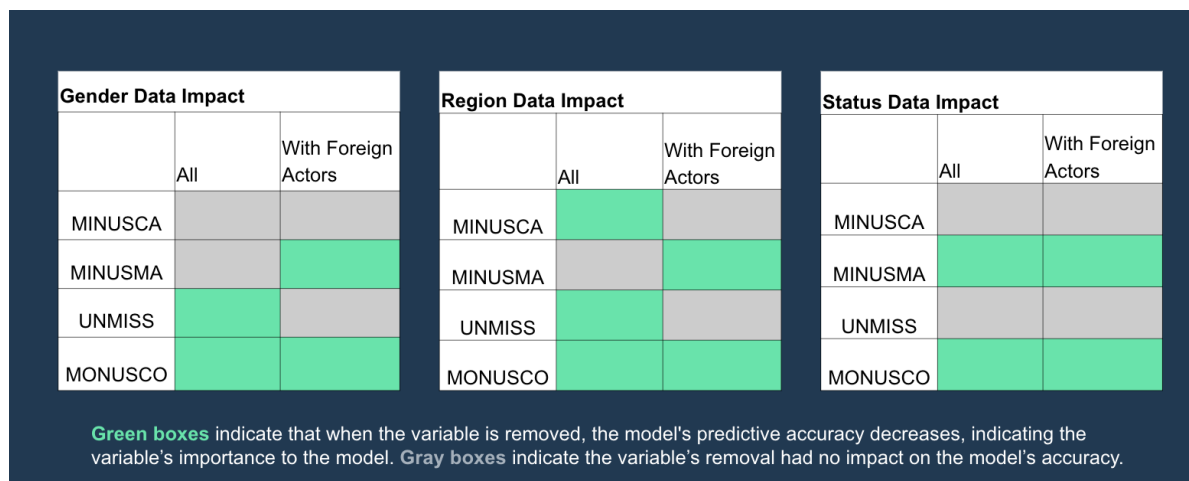 Gender Data Impact
All
With Foreign
Actors
MINUSCA
MINUSMA
UNMISS
MONUSCO
Region Data Impact
All
With Foreign
Actors
MINUSCA
MINUSMA
UNMISS
MONUSCO
Status Data Impact
All
With Foreign
Actors
MINUSCA
MINUSMA
UNMISS
MONUSCO
Green boxes indicate that when the variable is removed, the model's predictive accuracy decreases, indicating the
variable’s importance to the model. Gray boxes indicate the variable’s removal had no impact on the model’s accuracy.